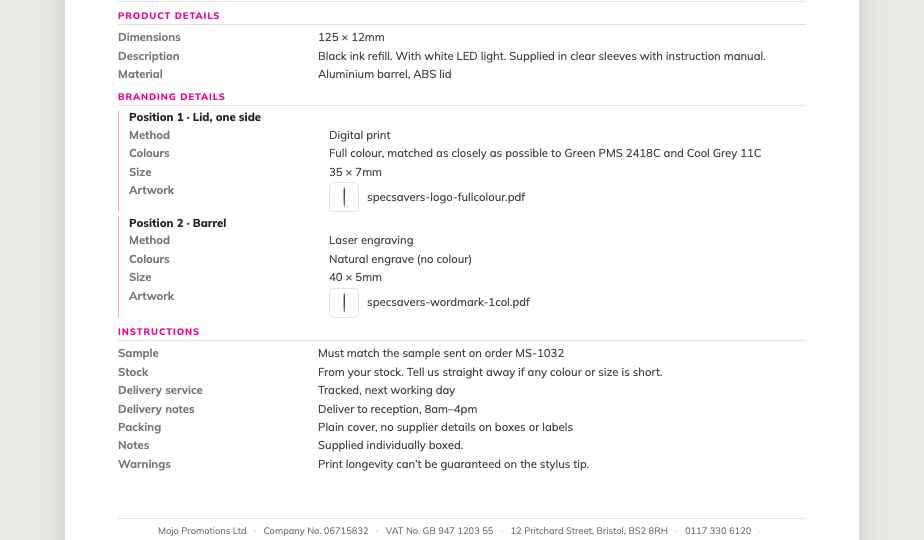 PRODUCT DETAILS
Dimensions 125 × 12mm
Description Black ink refill. With white LED light. Supplied in clear sleeves with instruction manual.
Material Aluminium barrel, ABS lid
BRANDING DETAILS
Position 1 · Lid, one side
Method Digital print
Colours Full colour, matched as closely as possible to Green PMS 2418C and Cool Grey 11C
Size 35 × 7mm
Artwork specsavers-logo-fullcolour.pdf
Position 2 · Barrel
Method Laser engraving
Colours Natural engrave (no colour)
Size 40 × 5mm
Artwork specsavers-wordmark-1col.pdf
INSTRUCTIONS
Sample Must match the sample sent on order MS-1032
Stock From your stock. Tell us straight away if any colour or size is short.
Delivery service Tracked, next working day
Delivery notes Deliver to reception, 8am–4pm
Packing Plain cover, no supplier details on boxes or labels
Notes Supplied individually boxed.
Warnings Print longevity can't be guaranteed on the stylus tip.
Mojo Promotions Ltd · Company No. 06715832 · VAT No. GB 947 1203 55 · 12 Pritchard Street, Bristol, BS2 8RH · 0117 330 6120 ·